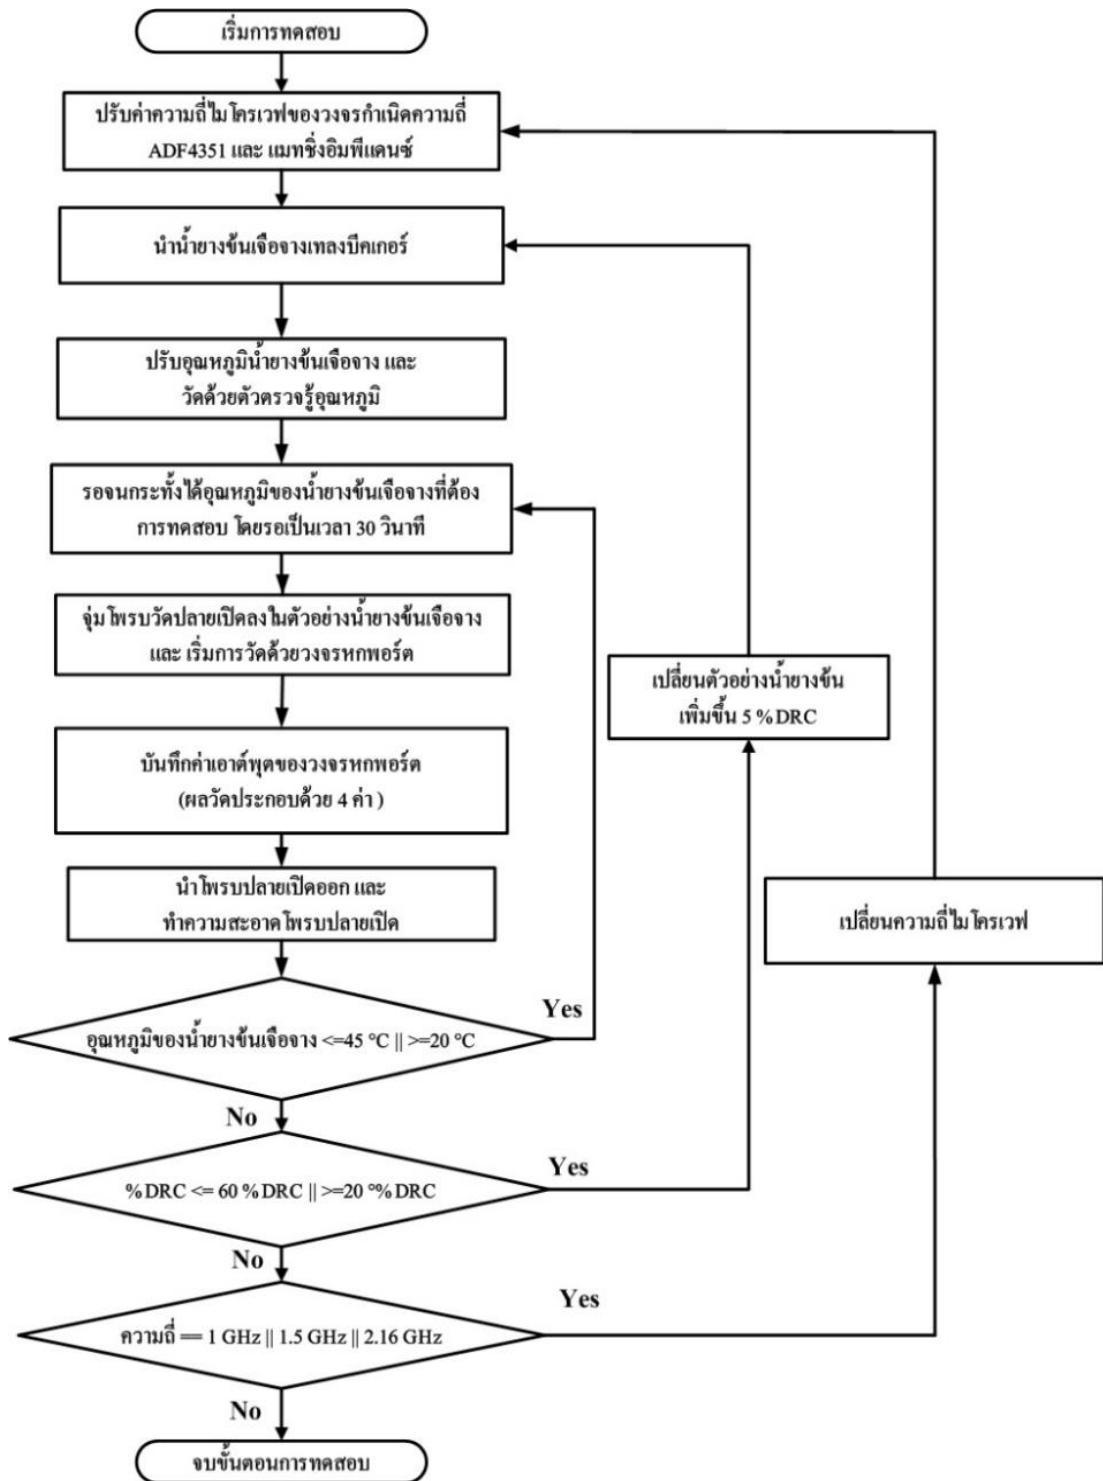 เริ่มการทดสอบ
ปรับค่าความถี่ไมโครเวฟของวงจรกำเนิดความถี่
ADF4351 และ แมทชิ่งอิมพีแดนซ์
นำน้ำยางข้นเจือจางเทลงบีคเกอร์
ปรับอุณหภูมิน้ำยางข้นเจือจาง และ
วัดด้วยตัวตรวจรู้อุณหภูมิ
รอจนกระทั้งได้อุณหภูมิของน้ำยางข้นเจือจางที่ต้อง
การทดสอบ โดยรอเป็นเวลา 30 วินาที
จุ่มโพรบวัดปลายเปิดลงในตัวอย่างน้ำยางข้นเจือจาง
และ เริ่มการวัดด้วยวงจรหกพอร์ต
เปลี่ยนตัวอย่างน้ำยางข้น
เพิ่มขึ้น 5 %DRC
บันทึกค่าเอาต์พุตของวงจรหกพอร์ต
(ผลวัดประกอบด้วย 4 ค่า )
นำโพรบปลายเปิดออก และ
ทำความสะอาดโพรบปลายเปิด
เปลี่ยนความถี่ไมโครเวฟ
Yes
อุณหภูมิของน้ำยางข้นเจือจาง <=45 °C || >=20 °C
No
Yes
%DRC <= 60 %DRC || >=20 °%DRC
No
Yes
ความถี่ == 1 GHz || 1.5 GHz || 2.16 GHz
No
จบขั้นตอนการทดสอบ